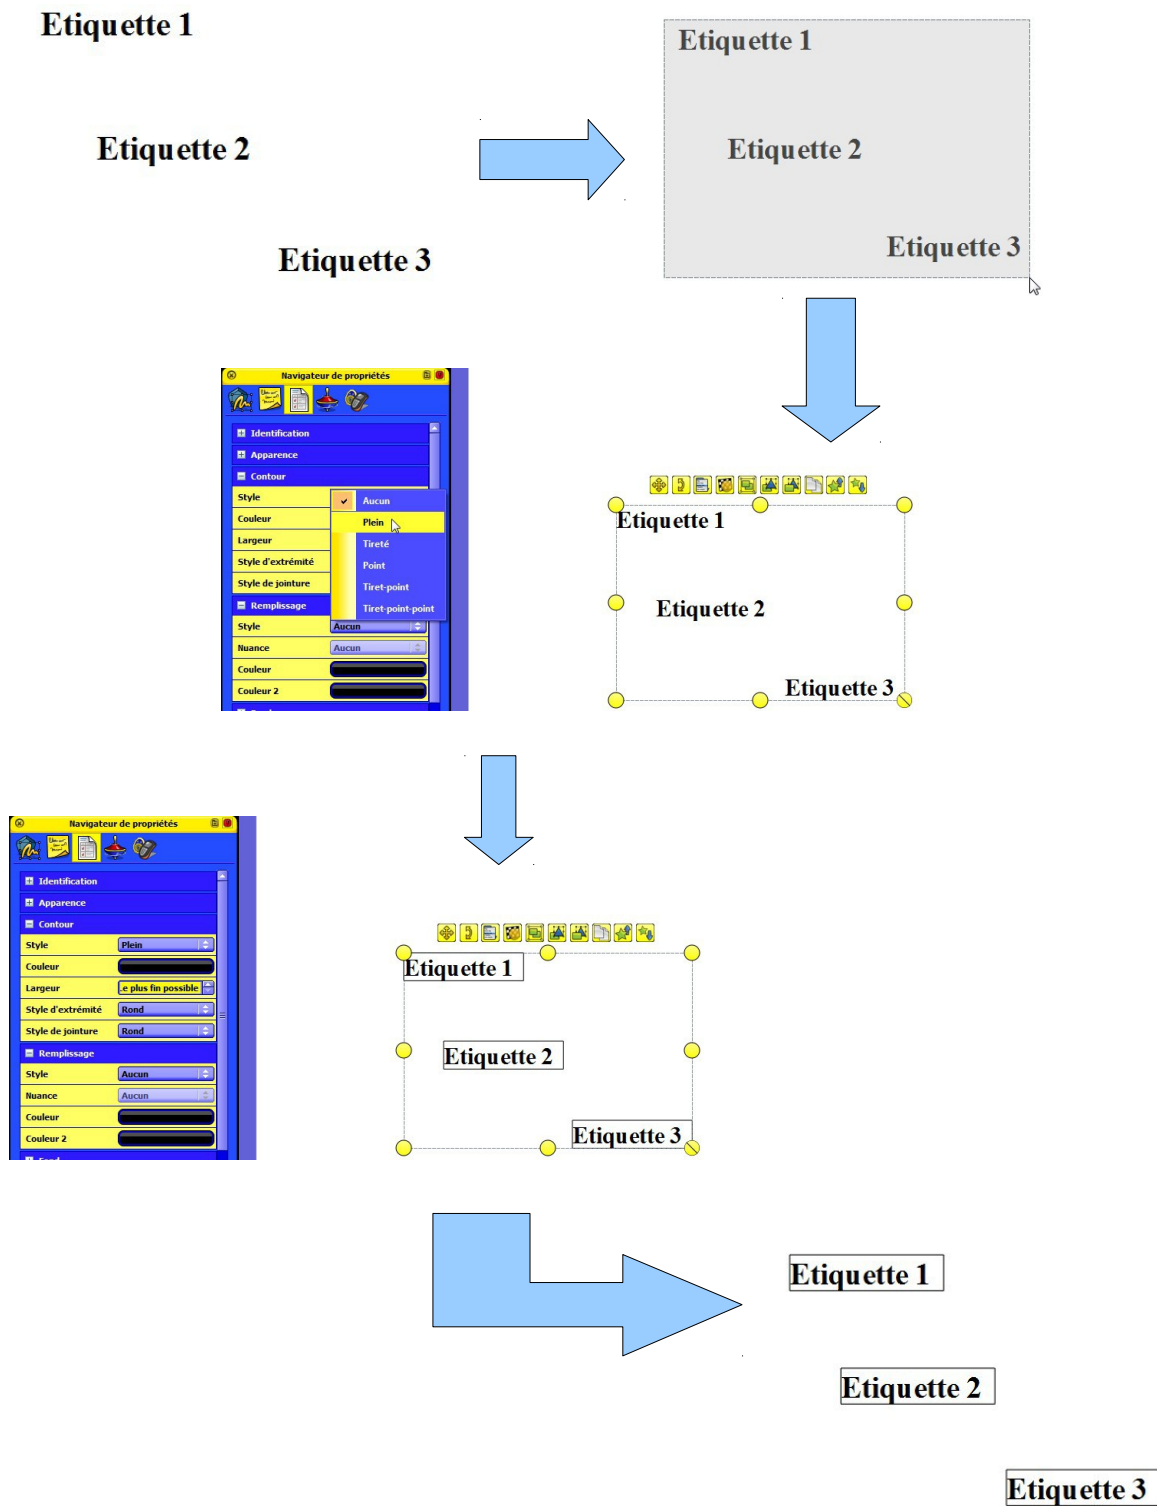 Etiquette 1
Etiquette 2
Etiquette 3
Etiquette 1
Etiquette 2
Etiquette 3
Navigateur de propriétés
Identification
Apparence
Contour
Style
Aucun
Couleur
Plein
Largeur
Tireté
Style d'extrémité
Point
Style de jointure
Tiret-point
Remplissage
Tiret-point-point
Style Aucun
Nuance Aucun
Couleur
Couleur 2
Etiquette 1
Etiquette 2
Etiquette 3
Navigateur de propriétés
Identification
Apparence
Contour
Style Plein
Couleur
Largeur .e plus fin possible
Style d'extrémité Rond
Style de jointure Rond
Remplissage
Style Aucun
Nuance Aucun
Couleur
Couleur 2
Etiquette 1
Etiquette 2
Etiquette 3
Etiquette 1
Etiquette 2
Etiquette 3